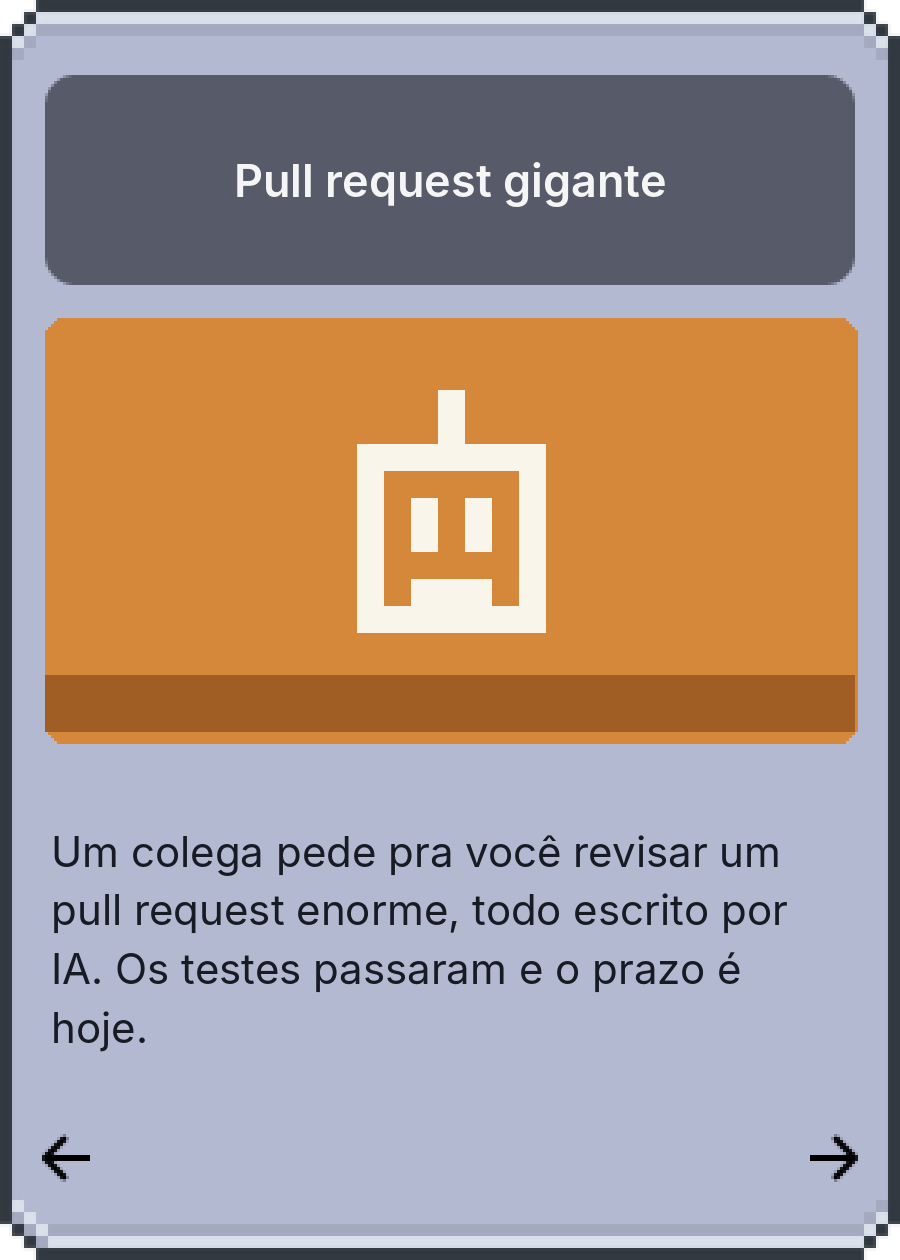 Pull request gigante
Um colega pede pra você revisar um
pull request enorme, todo escrito por
IA. Os testes passaram e o prazo é
hoje.